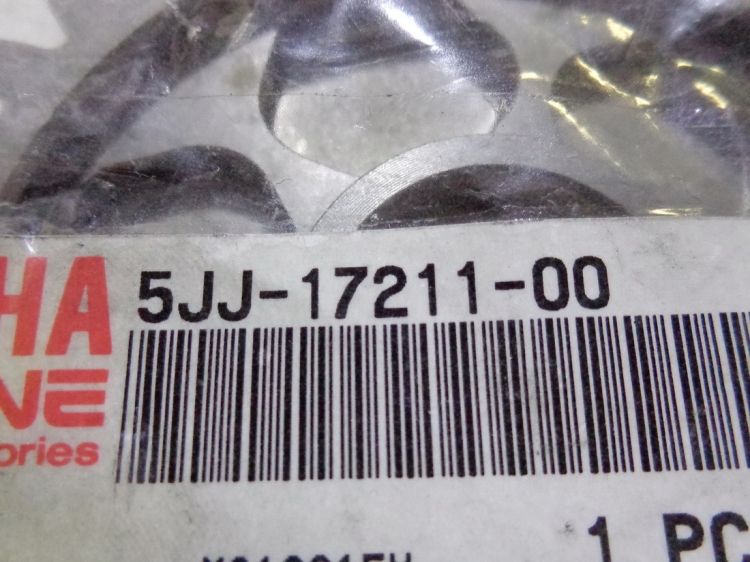 HA
5JJ-17211-00
NE
ories
1 PC